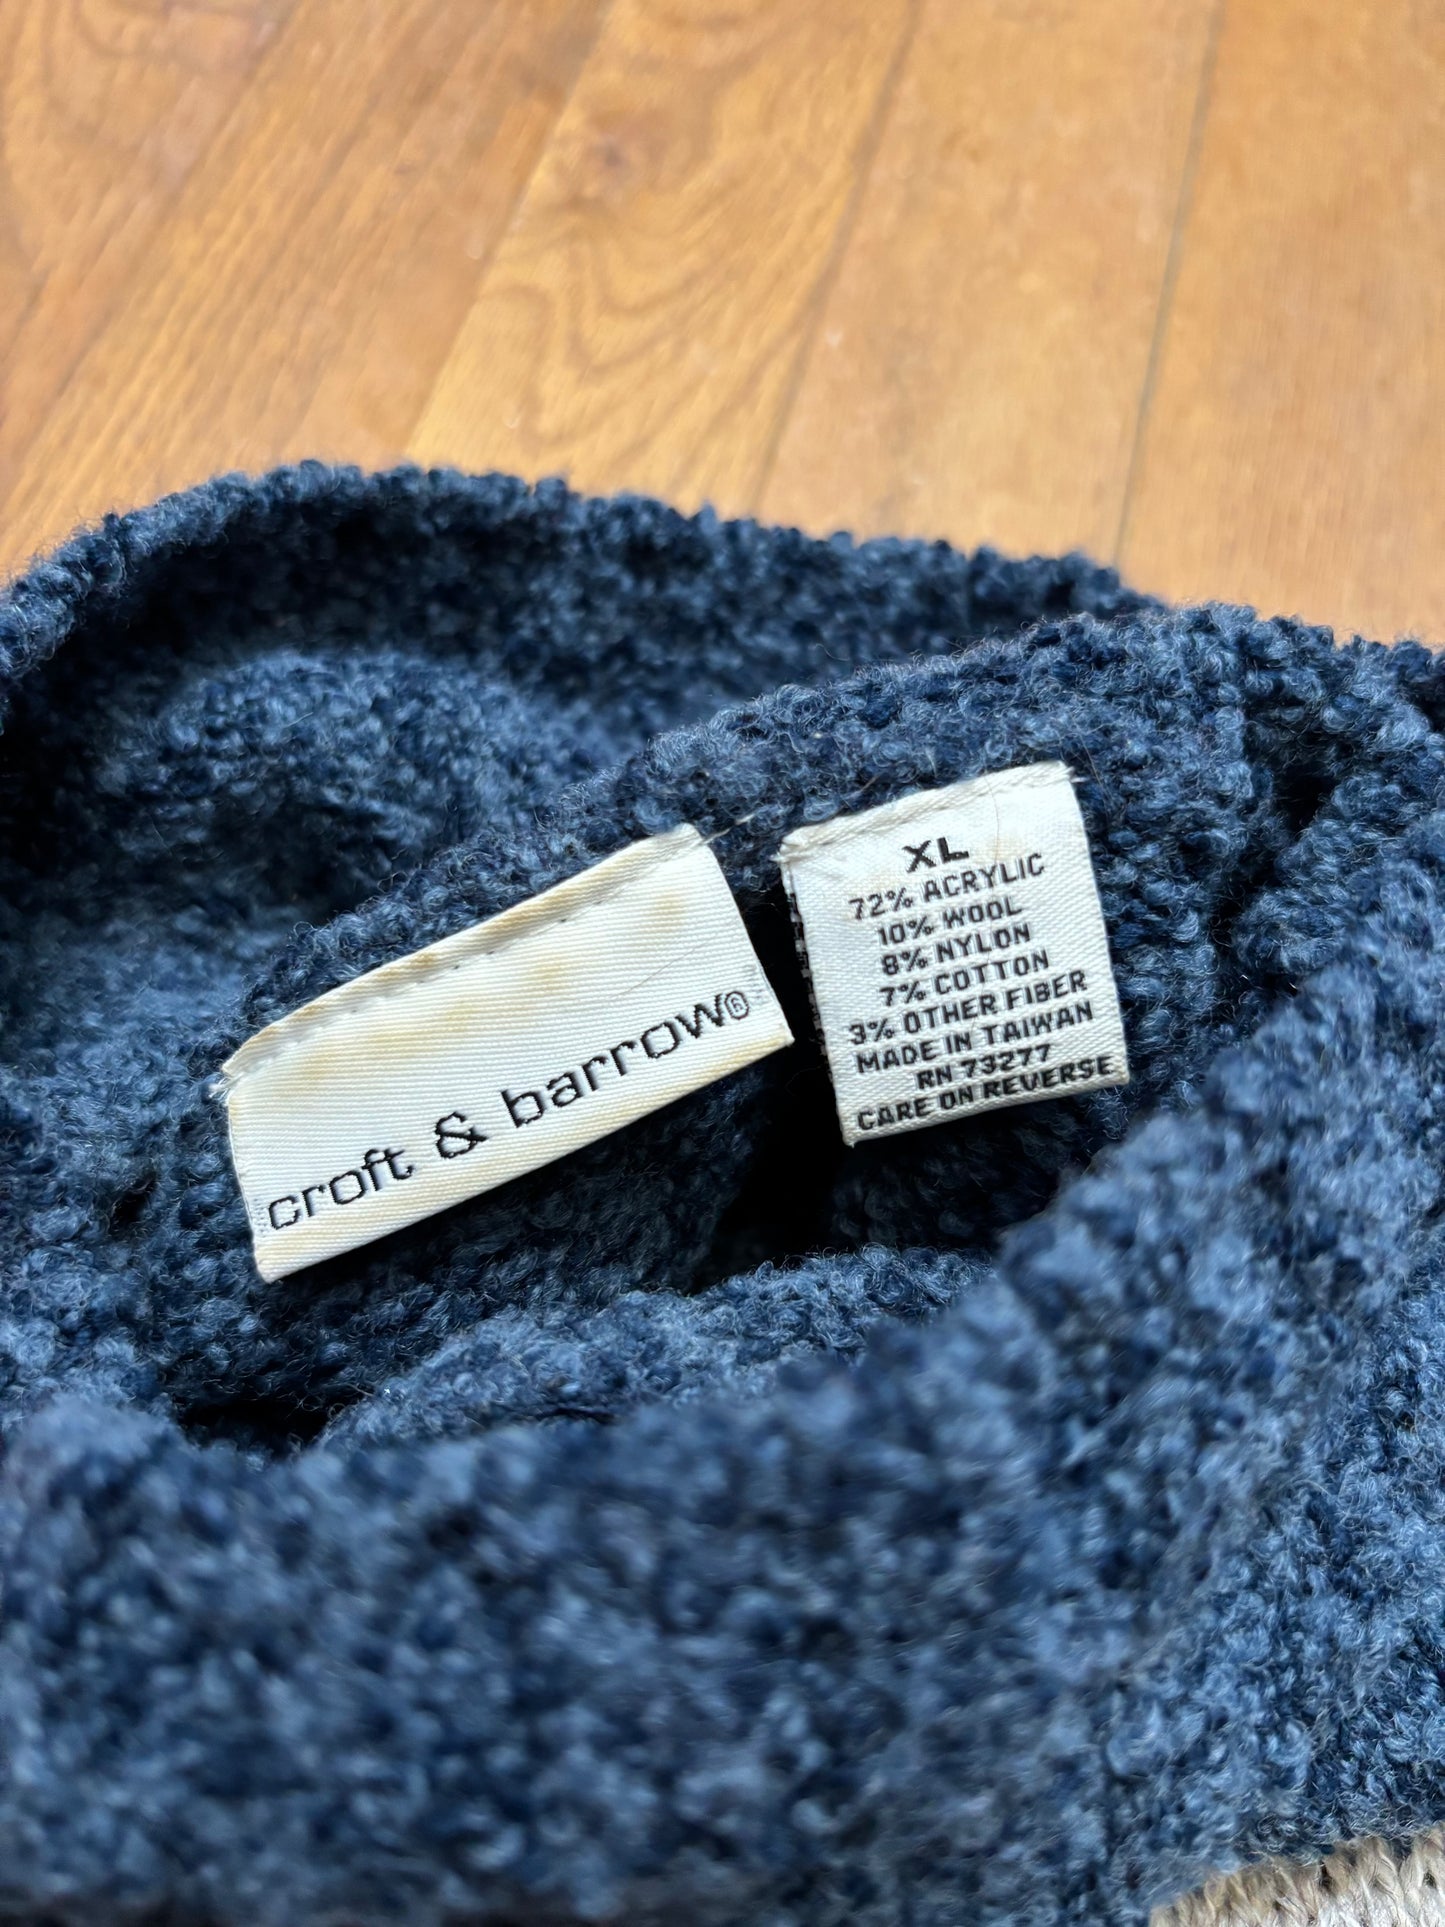 croft & barrow®
XL
72% ACRYLIC
10% WOOL
8% NYLON
7% COTTON
3% OTHER FIBER
MADE IN TAIWAN
RN 73277
CARE ON REVERSE